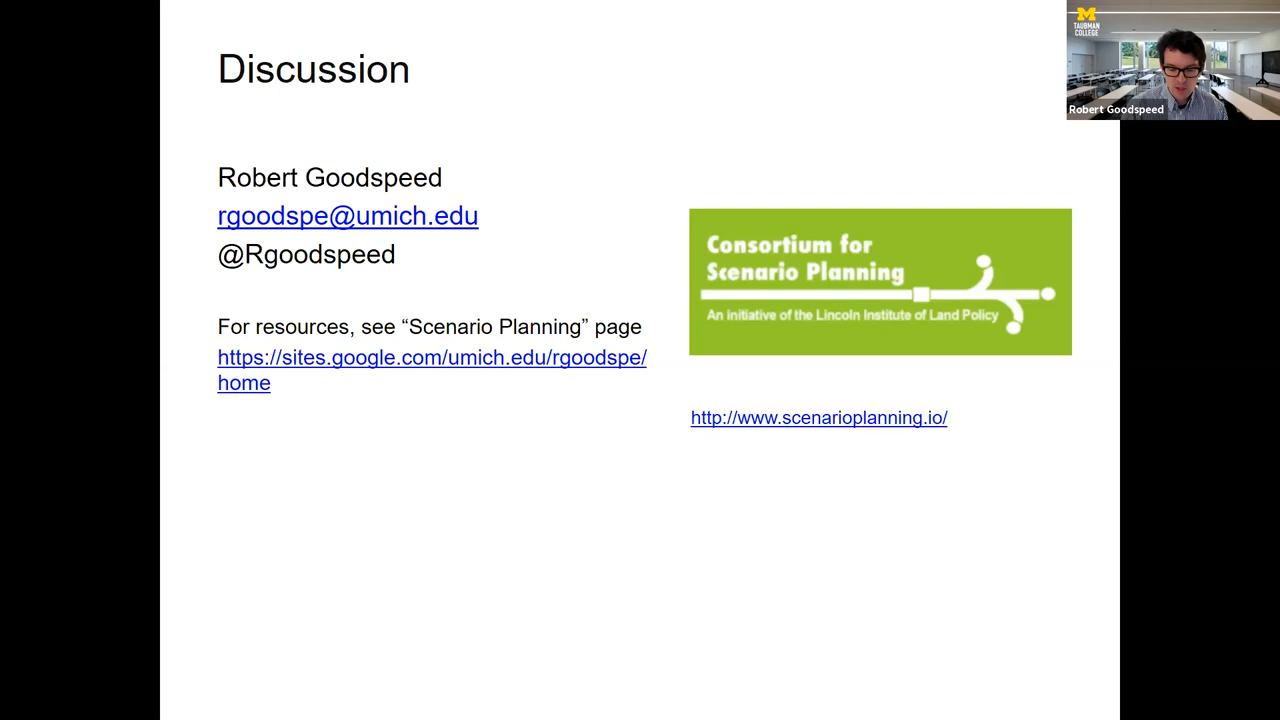 Discussion
M
TAUBMAN
COLLEGE
Robert Goodspeed
Robert Goodspeed
rgoodspe@umich.edu
@Rgoodspeed
For resources, see “Scenario Planning” page
https://sites.google.com/umich.edu/rgoodspe/
home
Consortium for
Scenario Planning
An initiative of the Lincoln Institute of Land Policy
http://www.scenarioplanning.io/